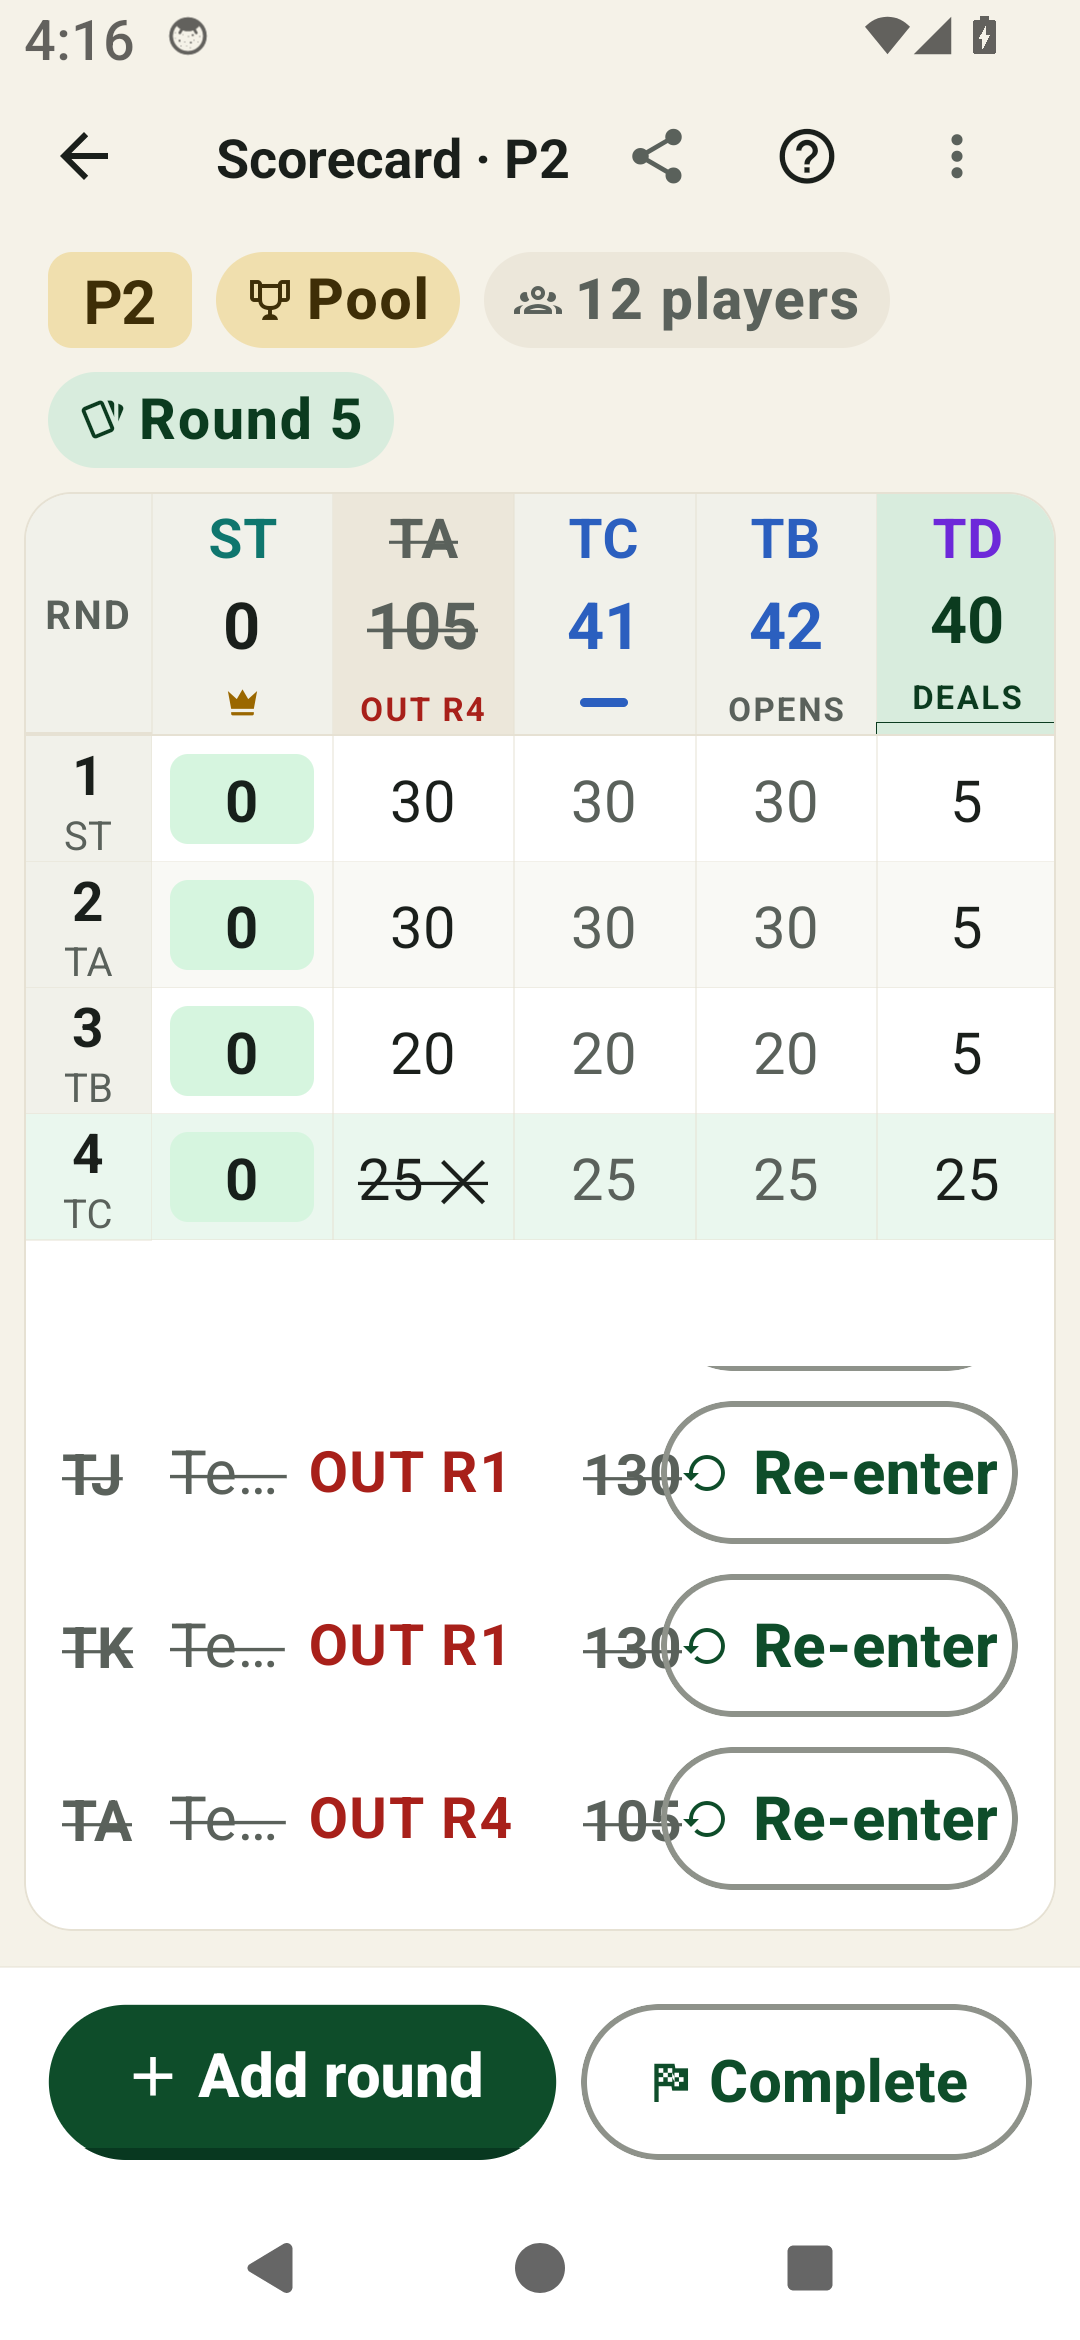 4:16
Scorecard · P2
P2
Pool
12 players
Round 5
RND
ST
TA
TC
TB
TD
0
105
41
42
40
OUT R4
OPENS
DEALS
1
ST
0
30
30
30
5
2
TA
0
30
30
30
5
3
TB
0
20
20
20
5
4
TC
0
25
25
25
25
TJ Te... OUT R1 130 Re-enter
TK Te... OUT R1 130 Re-enter
TA Te... OUT R4 105 Re-enter
Add round
Complete